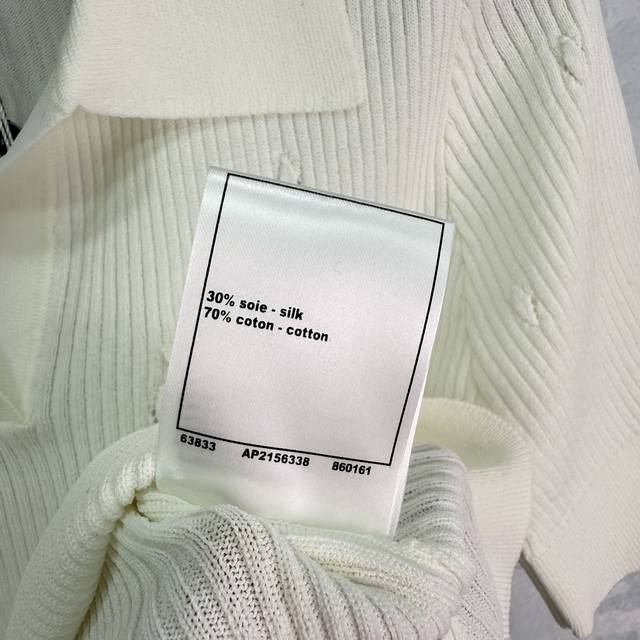 30% soie - silk
70% coton - cotton
63833 AP2156338 860161